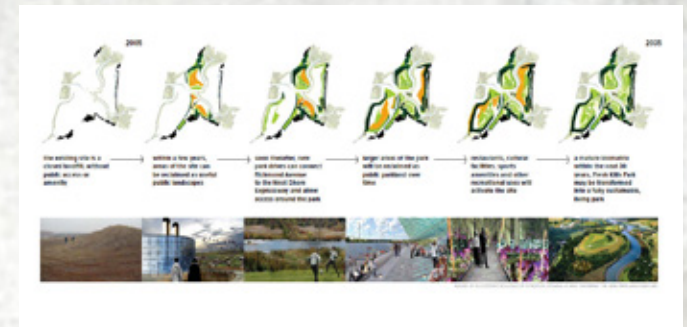 2005
2035
the existing site is a
closed landfill, without
public access or
amenity
within a few years,
areas of the site can
be reclaimed as useful
public landscapes
soon thereafter, new
park drives can connect
Richmond Avenue
to the West Shore
Expressway and allow
access around the park
larger areas of the park
will be reclaimed as
public parkland over
time
restaurants, cultural
facilities, sports
amenities and other
recreational uses will
activate the site
within the next 30
years, Fresh Kills Park
may be transformed
into a fully sustainable,
living park